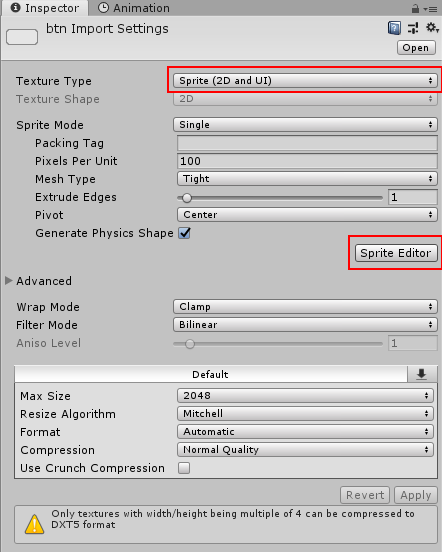 Inspector Animation
btn Import Settings
Open
Texture Type Sprite (2D and UI)
Texture Shape 2D
Sprite Mode Single
Packing Tag
Pixels Per Unit 100
Mesh Type Tight
Extrude Edges 1
Pivot Center
Generate Physics Shape
Sprite Editor
Advanced
Wrap Mode Clamp
Filter Mode Bilinear
Aniso Level 1
Default
Max Size 2048
Resize Algorithm Mitchell
Format Automatic
Compression Normal Quality
Use Crunch Compression
Revert Apply
Only textures with width/height being multiple of 4 can be compressed to
DXT5 format